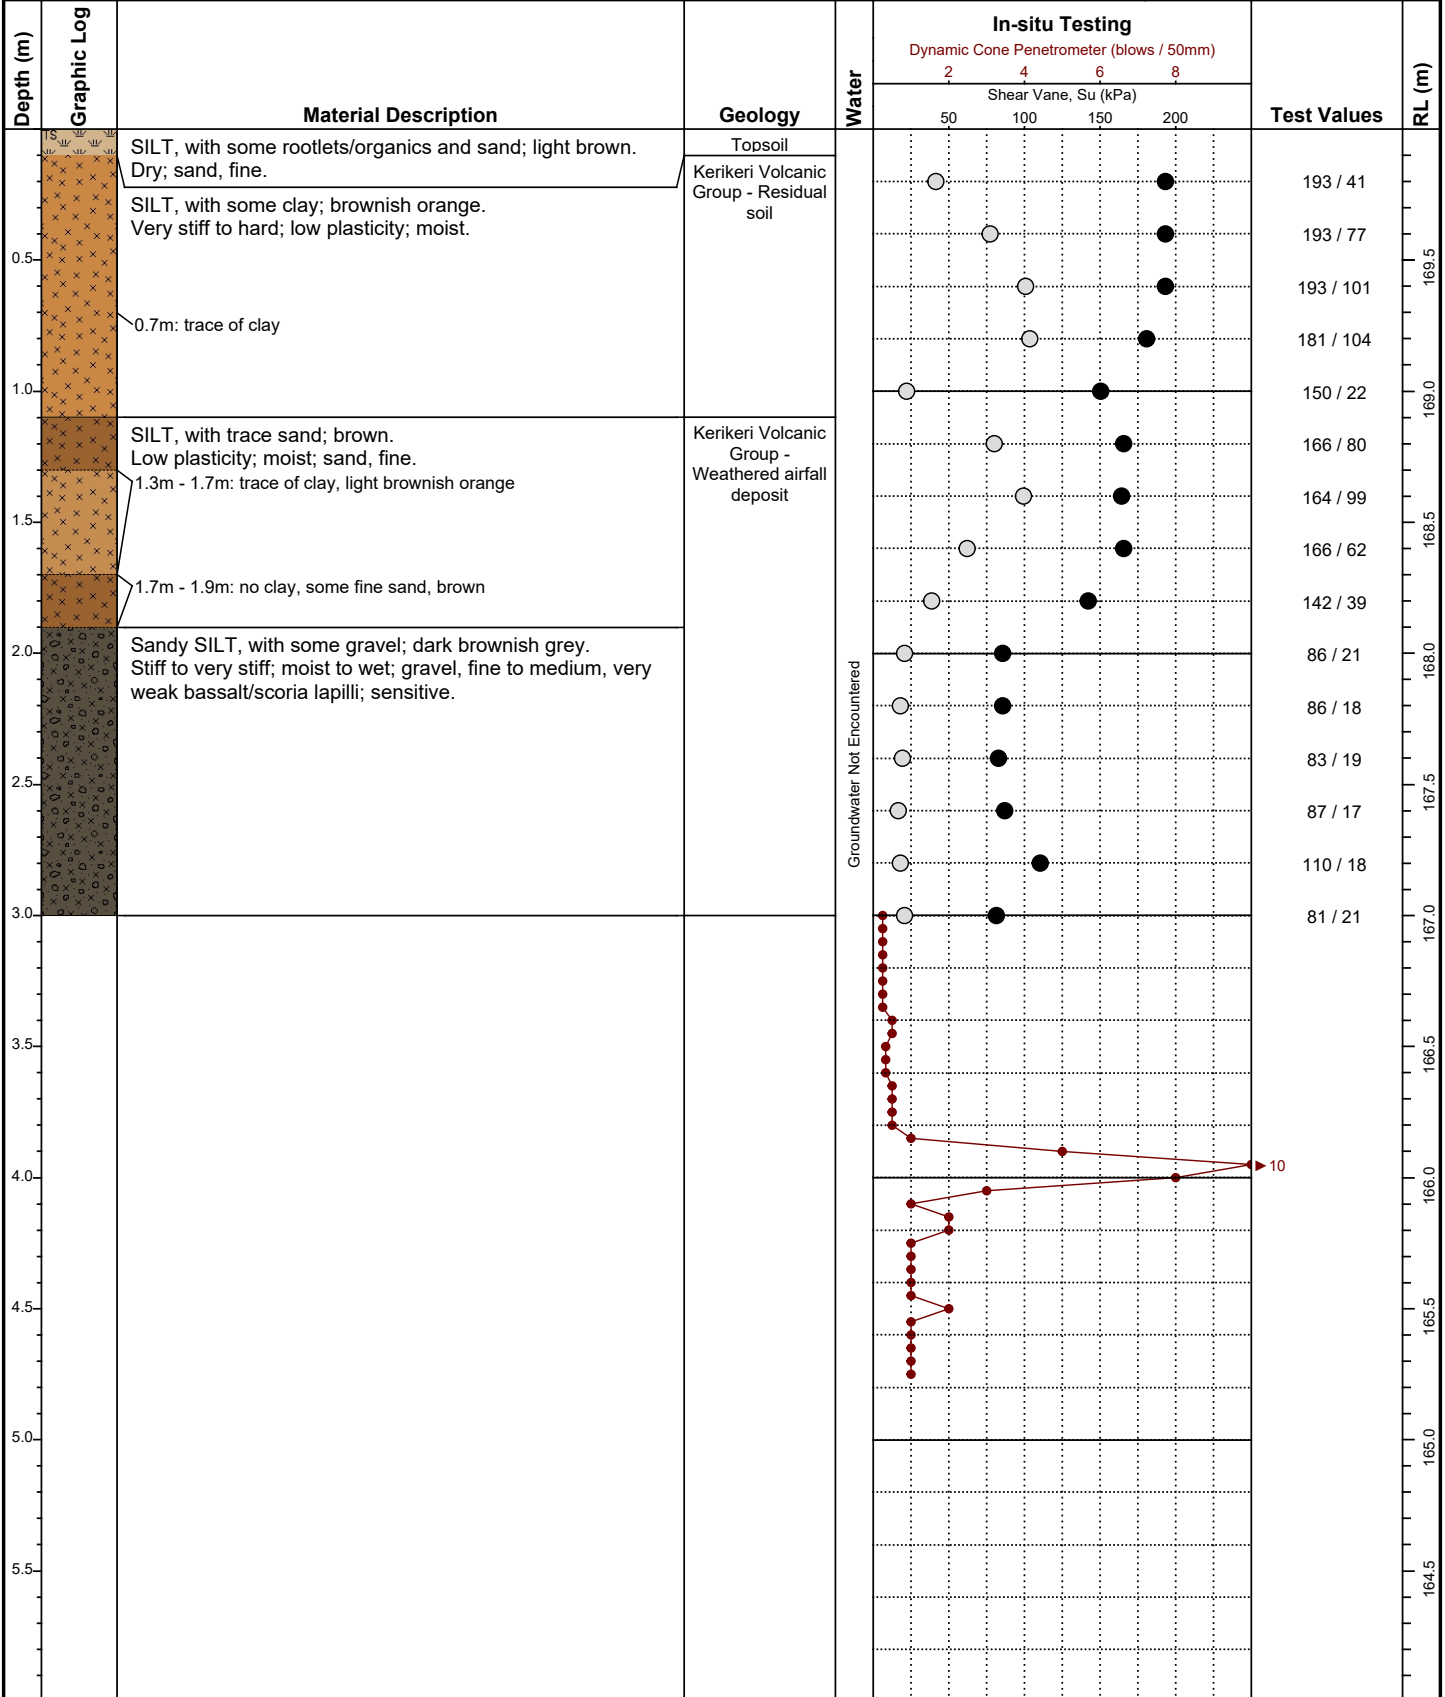 Depth (m)
Graphic Log
Material Description
Geology
Water
In-situ Testing
Dynamic Cone Penetrometer (blows / 50mm)
2 4 6 8
Shear Vane, Su (kPa)
50 100 150 200
Test Values
RL (m)
TS
SILT, with some rootlets/organics and sand; light brown.
Dry; sand, fine.
Topsoil
SILT, with some clay; brownish orange.
Very stiff to hard; low plasticity; moist.
Kerikeri Volcanic
Group - Residual
soil
0.7m: trace of clay
SILT, with trace sand; brown.
Low plasticity; moist; sand, fine.
1.3m - 1.7m: trace of clay, light brownish orange
1.7m - 1.9m: no clay, some fine sand, brown
Kerikeri Volcanic
Group -
Weathered airfall
deposit
Sandy SILT, with some gravel; dark brownish grey.
Stiff to very stiff; moist to wet; gravel, fine to medium, very
weak bassalt/scoria lapilli; sensitive.
Groundwater Not Encountered
0.5
1.0
1.5
2.0
2.5
3.0
3.5
4.0
4.5
5.0
5.5
193 / 41
193 / 77
193 / 101
181 / 104
150 / 22
166 / 80
164 / 99
166 / 62
142 / 39
86 / 21
86 / 18
83 / 19
87 / 17
110 / 18
81 / 21
10
169.5
169.0
168.5
168.0
167.5
167.0
166.5
166.0
165.5
165.0
164.5